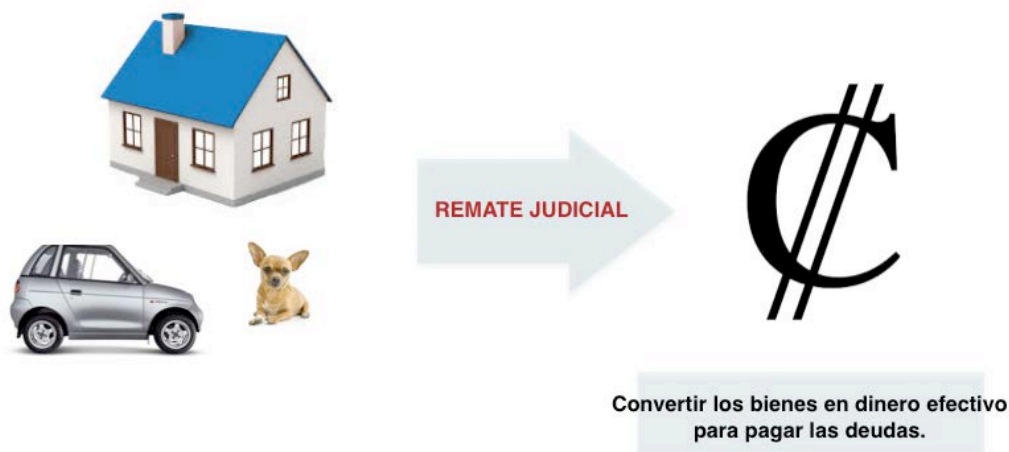 REMATE JUDICIAL
₡
Convertir los bienes en dinero efectivo
para pagar las deudas.